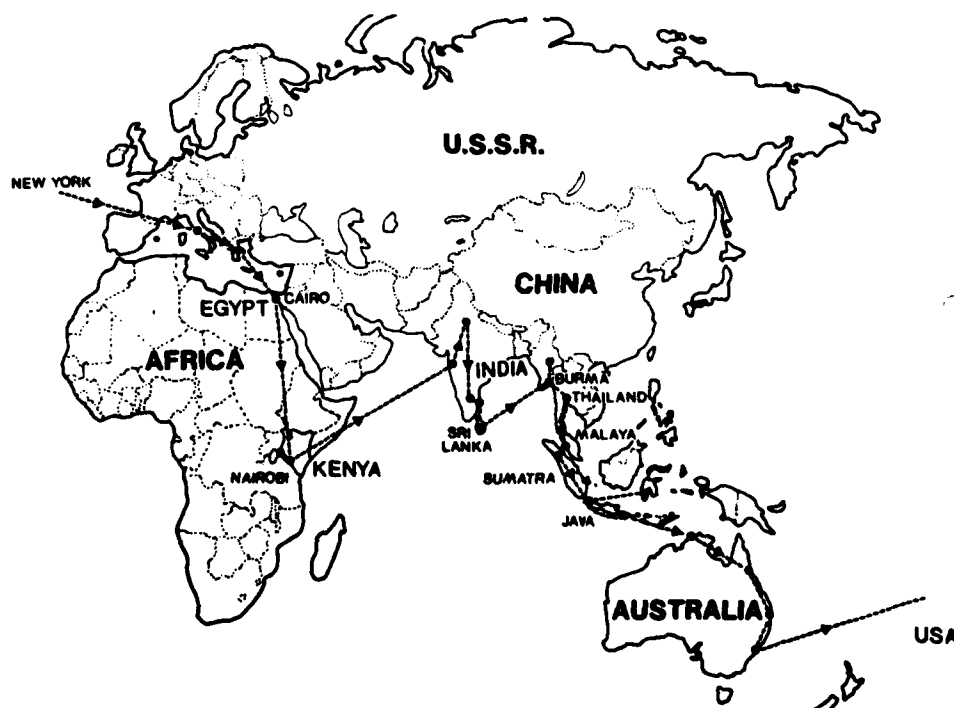 U.S.S.R.
NEW YORK
CHINA
EGYPT
CAIRO
AFRICA
INDIA
BURMA
THAILAND
SRI
LANKA
MALAYA
NAIROBI
KENYA
SUMATRA
JAVA
AUSTRALIA
USA